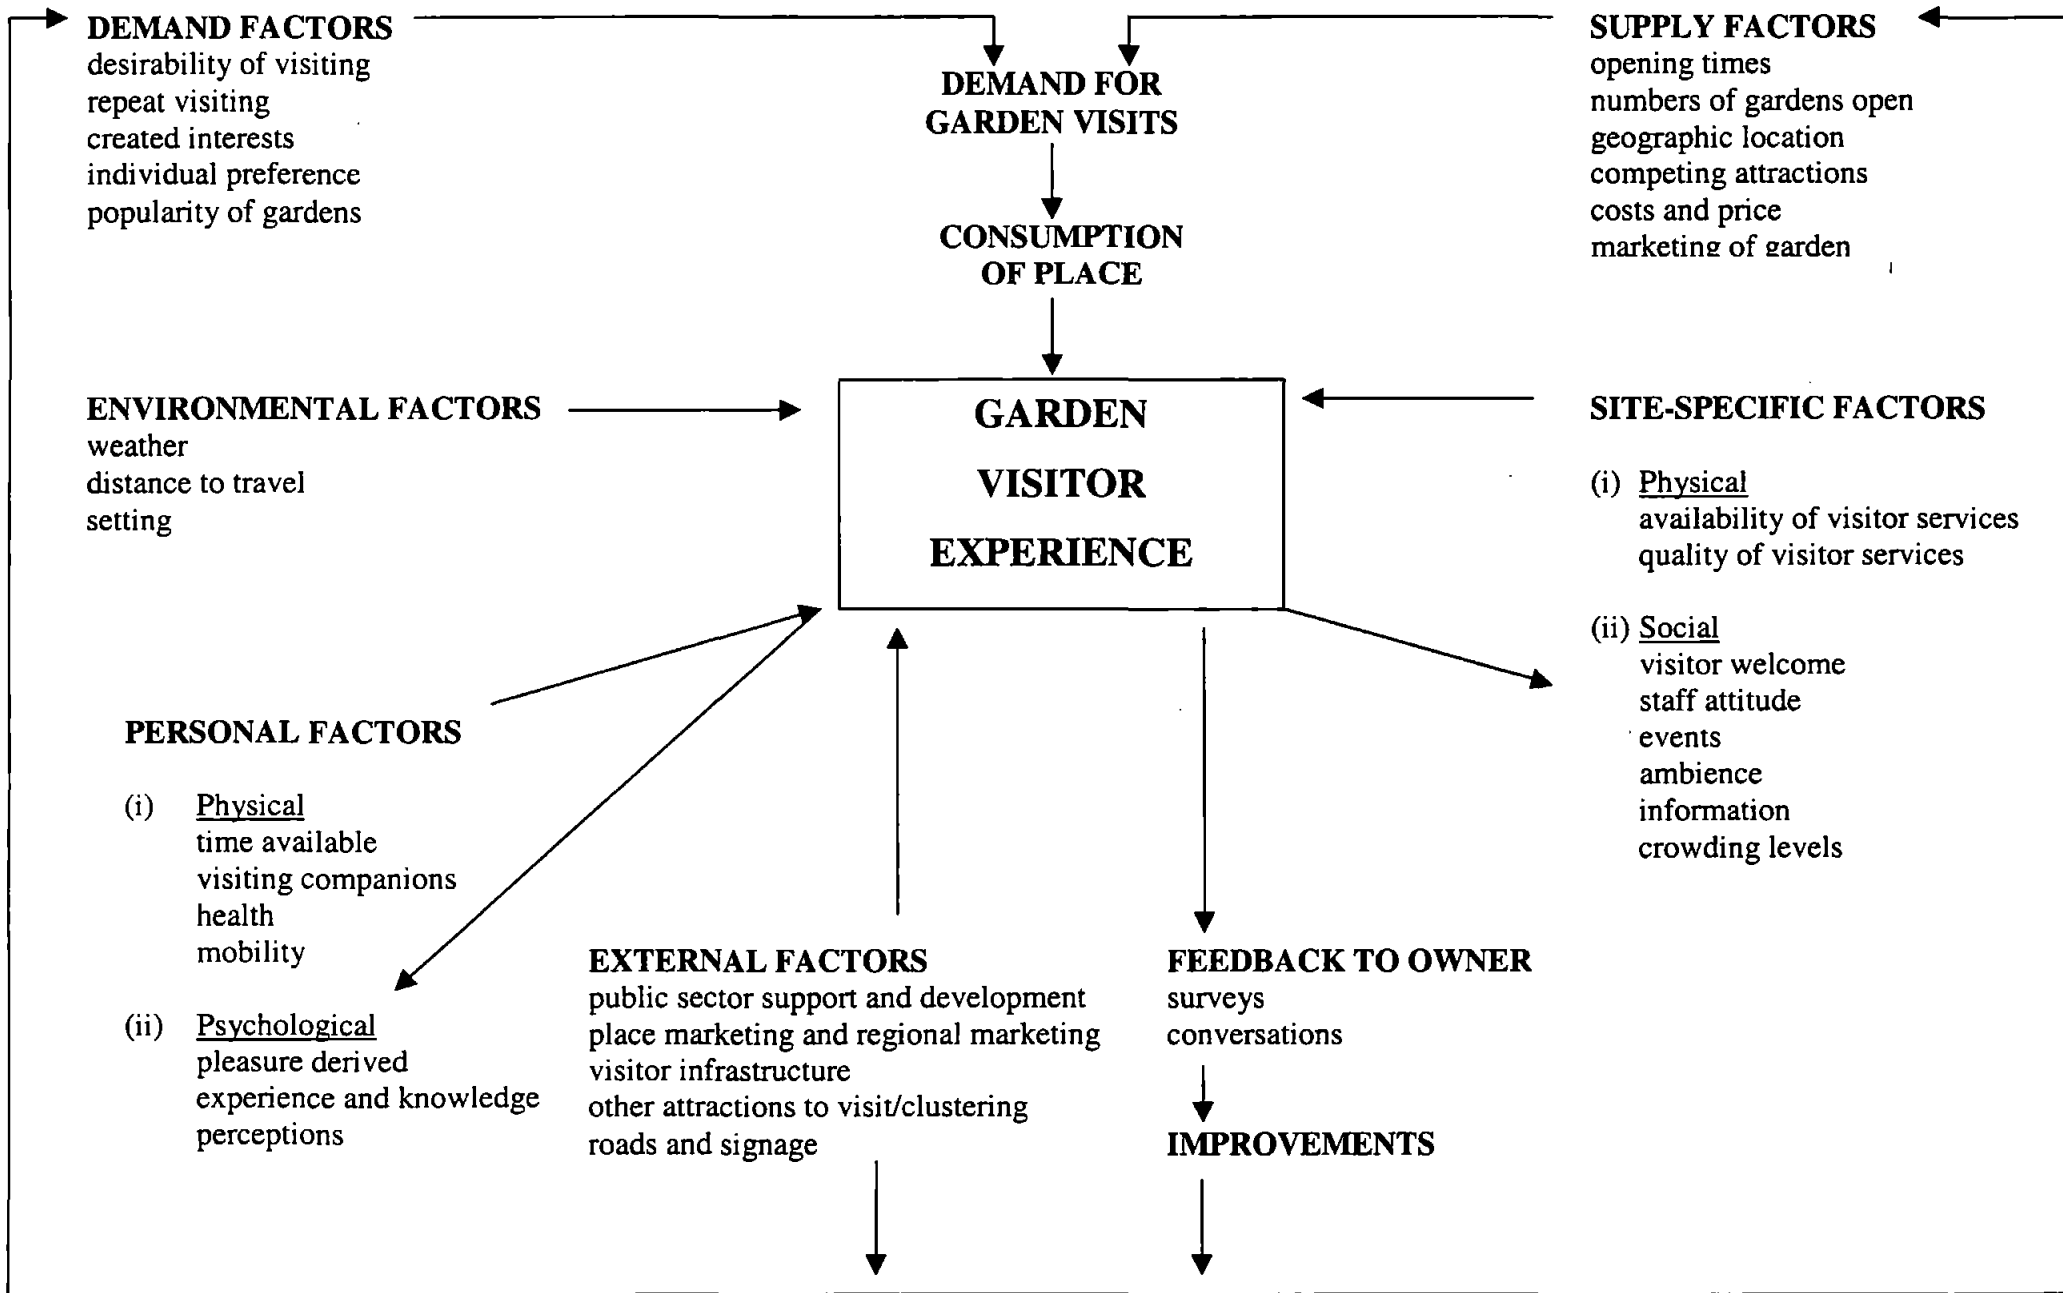 DEMAND FACTORS
desirability of visiting
repeat visiting
created interests
individual preference
popularity of gardens
DEMAND FOR
GARDEN VISITS
CONSUMPTION
OF PLACE
SUPPLY FACTORS
opening times
numbers of gardens open
geographic location
competing attractions
costs and price
marketing of garden
ENVIRONMENTAL FACTORS
weather
distance to travel
setting
GARDEN
VISITOR
EXPERIENCE
SITE-SPECIFIC FACTORS
(i) Physical
availability of visitor services
quality of visitor services
(ii) Social
visitor welcome
staff attitude
events
ambience
information
crowding levels
PERSONAL FACTORS
(i) Physical
time available
visiting companions
health
mobility
(ii) Psychological
pleasure derived
experience and knowledge
perceptions
EXTERNAL FACTORS
public sector support and development
place marketing and regional marketing
visitor infrastructure
other attractions to visit/clustering
roads and signage
FEEDBACK TO OWNER
surveys
conversations
IMPROVEMENTS